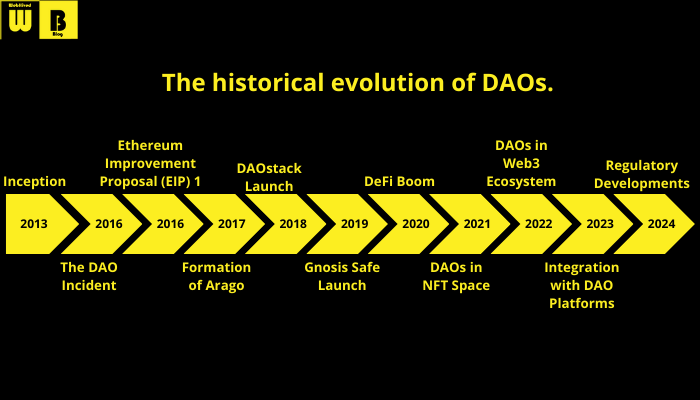 Webllized
W B
Blog
The historical evolution of DAOs.
Ethereum
Improvement
Proposal (EIP) 1
DAOs in
Web3
Ecosystem
Inception
DAOstack
Launch
DeFi Boom
Regulatory
Developments
2013 2016 2016 2017 2018 2019 2020 2021 2022 2023 2024
The DAO
Incident
Formation
of Arago
Gnosis Safe
Launch
DAOs in
NFT Space
Integration
with DAO
Platforms